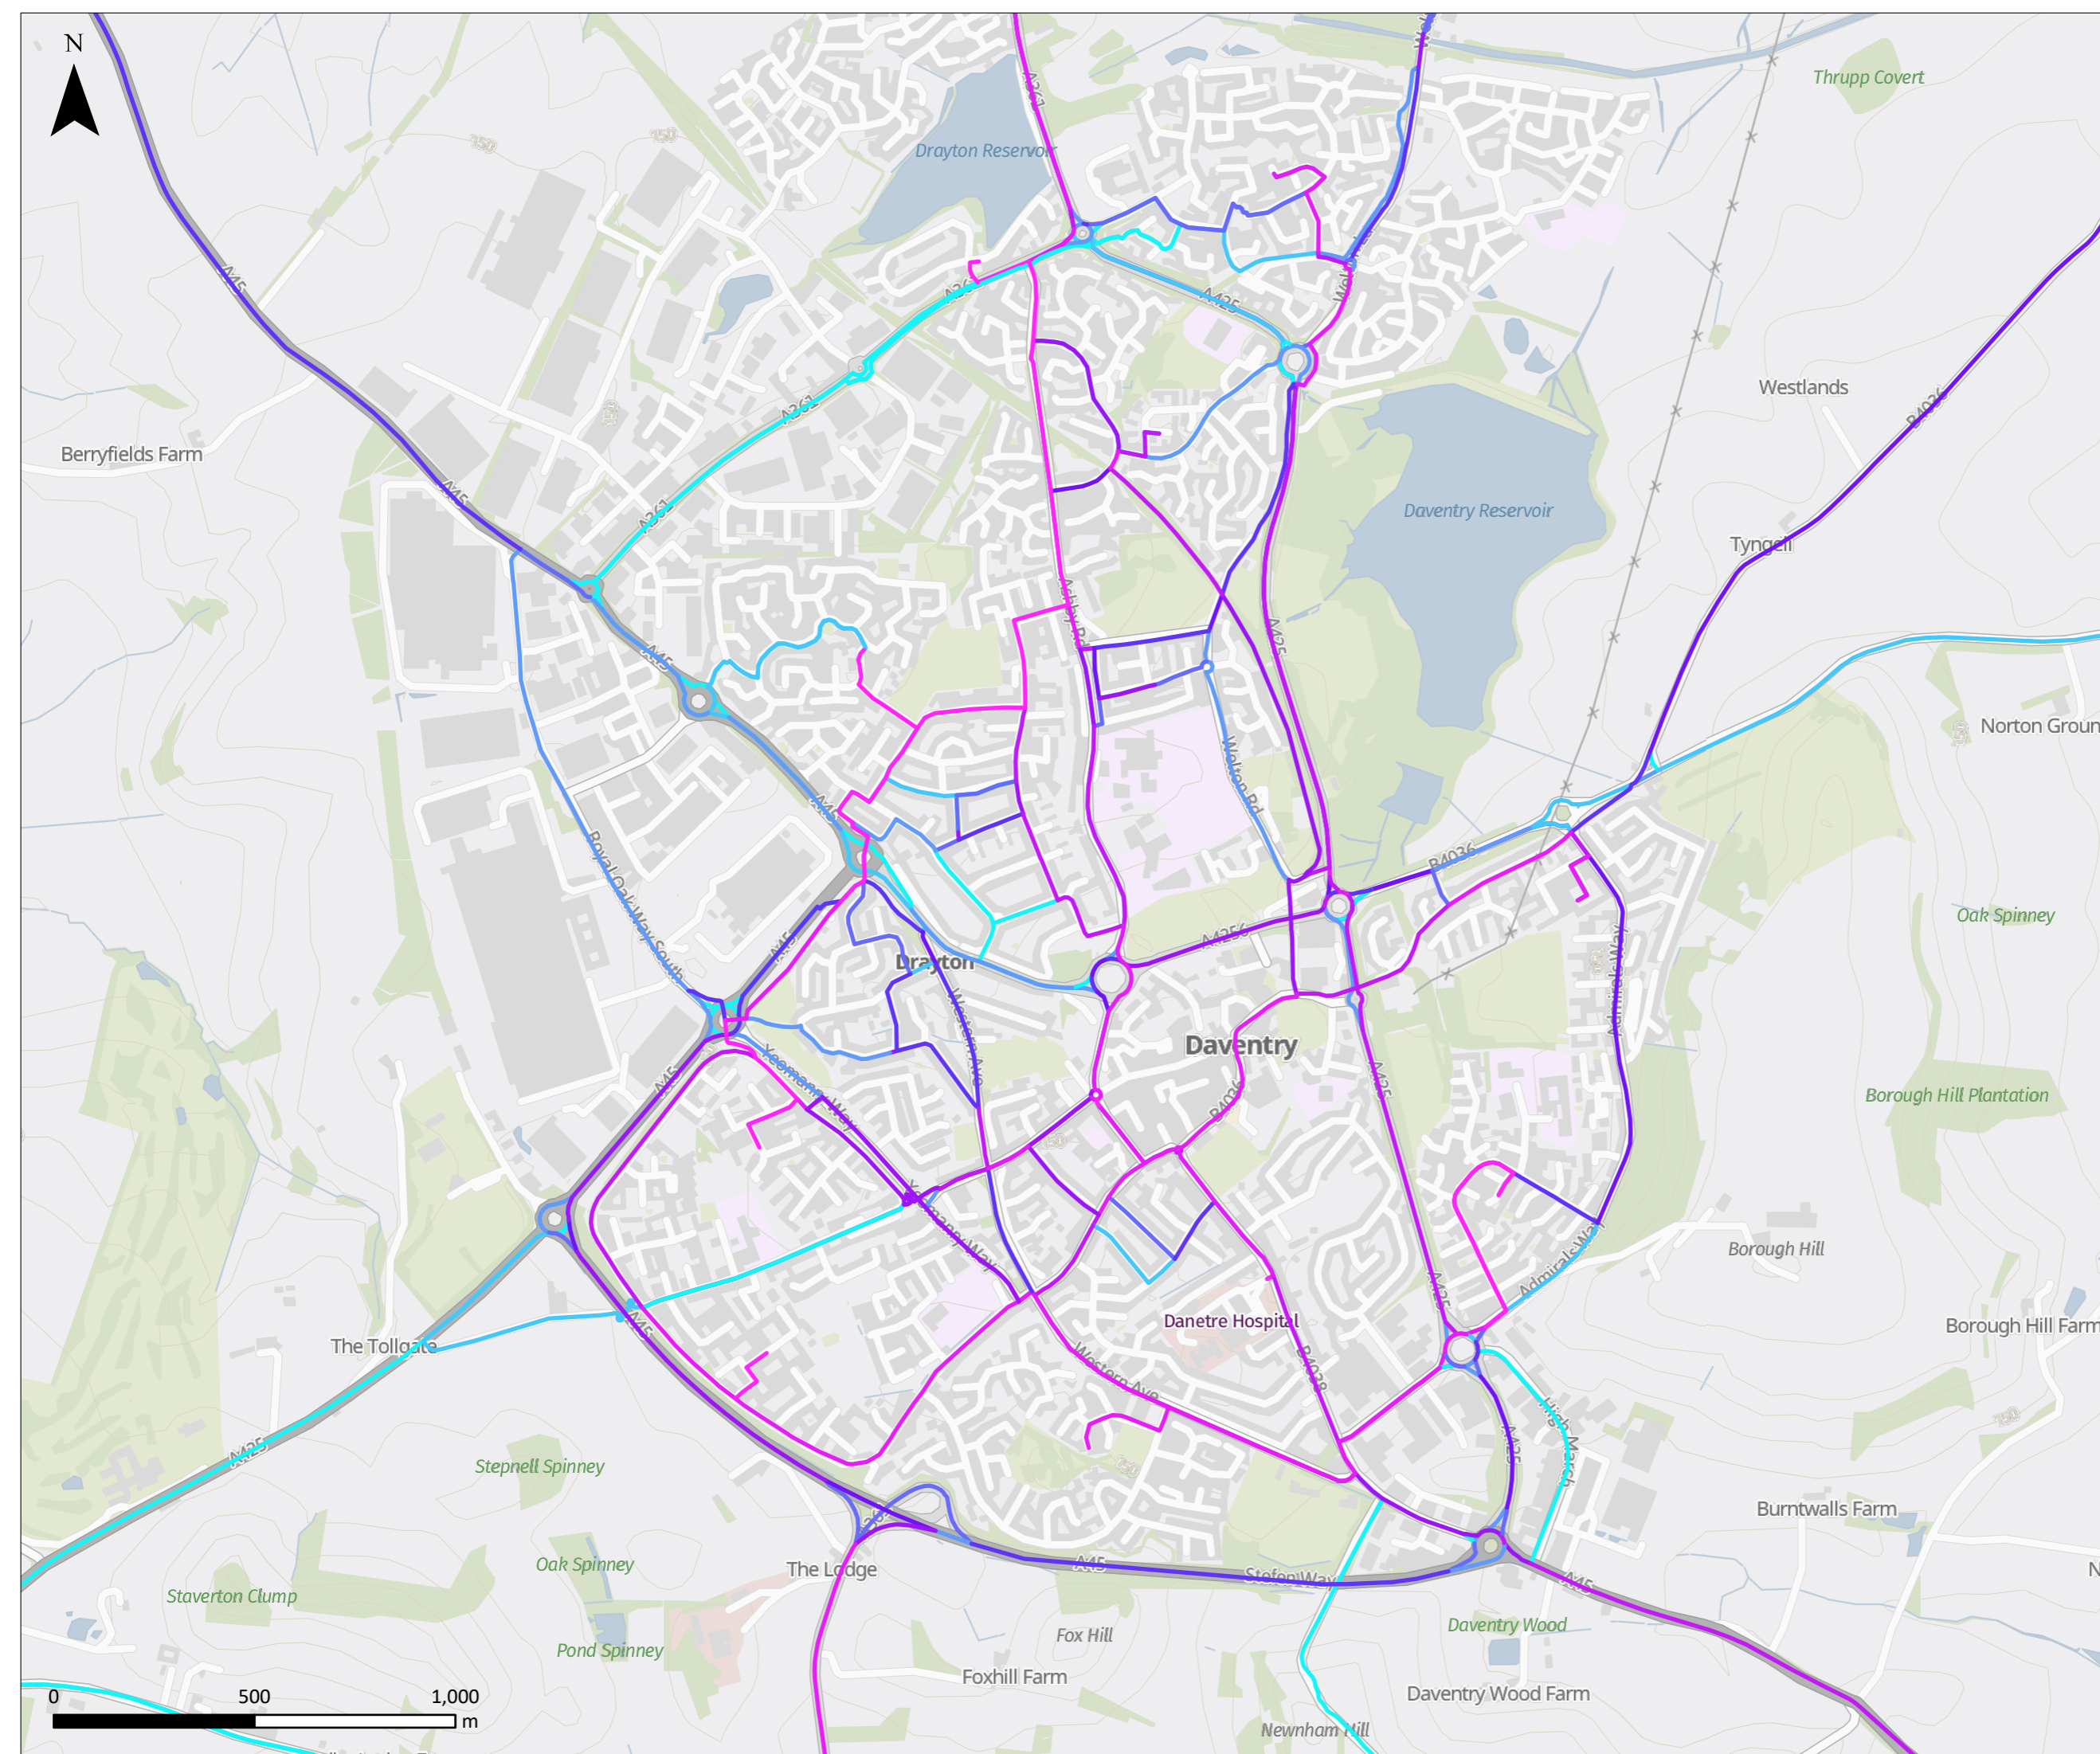 N
A361
Wel
Thrupp Covert
Drayton Reservoir
A45
A361
A425
Westlands
B4036
Berryfields Farm
A45
A361
A361
Daventry Reservoir
Tyngell
Ashby Rd
A425
A45
Norton Groun
Welton Rd
A45
B4036
Royal Oak Way South
Oak Spinney
A4256
A45
Drayton
Admirals Way
Western Ave
Daventry
Yeomanry Way
A45
A425
B4036
Borough Hill Plantation
Yeomanry Way
Borough Hill
Admirals Way
A425
Danetre Hospital
A45
The Tollgate
Borough Hill Farm
Western Ave
B4038
High March
A425
A425
Stepnell Spinney
Burntwalls Farm
A361
Oak Spinney
The Lodge
A45
Stefen Way
A45
N
Staverton Clump
Daventry Wood
Pond Spinney
Fox Hill
Foxhill Farm
Daventry Wood Farm
0 500 1,000
m
Newnham Hill